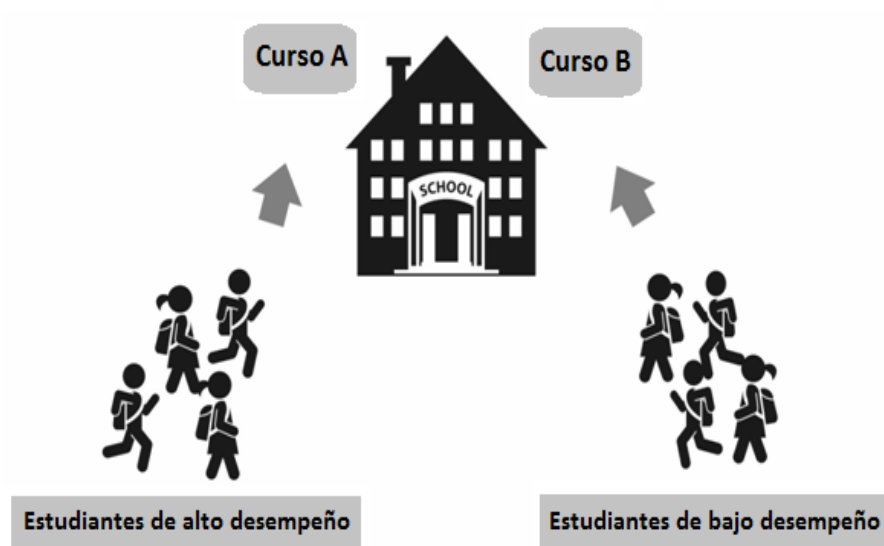 Curso A
Curso B
SCHOOL
Estudiantes de alto desempeño
Estudiantes de bajo desempeño